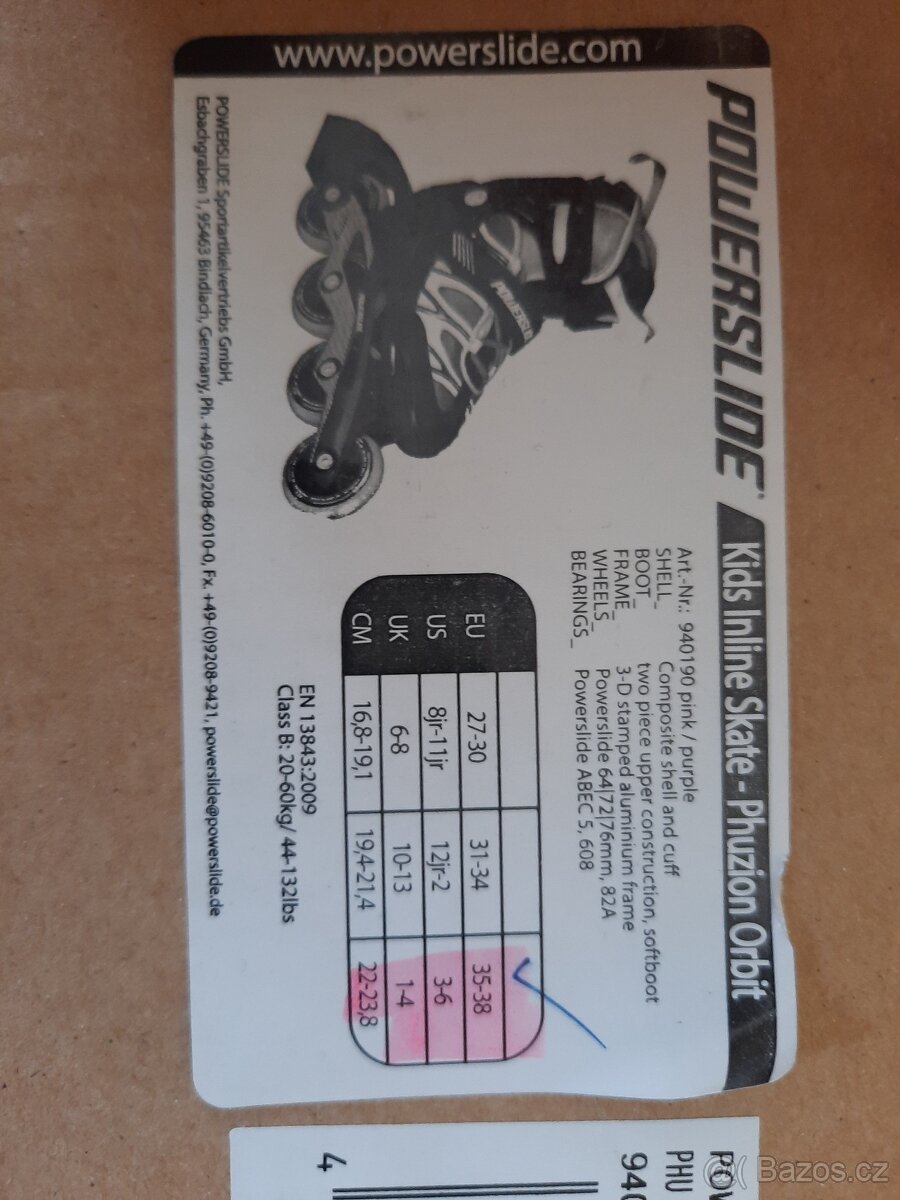 www.powerslide.com
POWERSLIDE®
Kids Inline Skate - Phuzion Orbit
Art.-Nr.: 940190 pink / purple
SHELL_ Composite shell and cuff
BOOT_ two piece upper construction, softboot
FRAME_ 3-D stamped aluminium frame
WHEELS_ Powerslide 64|72|76mm, 82A
BEARINGS_ Powerslide ABEC 5, 608
EU 27-30 31-34 35-38
US 8jr-11jr 12jr-2 3-6
UK 6-8 10-13 1-4
CM 16,8-19,1 19,4-21,4 22-23,8
EN 13843:2009
Class B: 20-60kg/ 44-132lbs
POWERSLIDE Sportartikelvertriebs GmbH,
Esbachgraben 1, 95463 Bindlach, Germany, Ph. +49-(0)9208-6010-0, Fx. +49-(0)9208-9421, powerslide@powerslide.de
POW
PHU
940
4
@ Bazos.cz